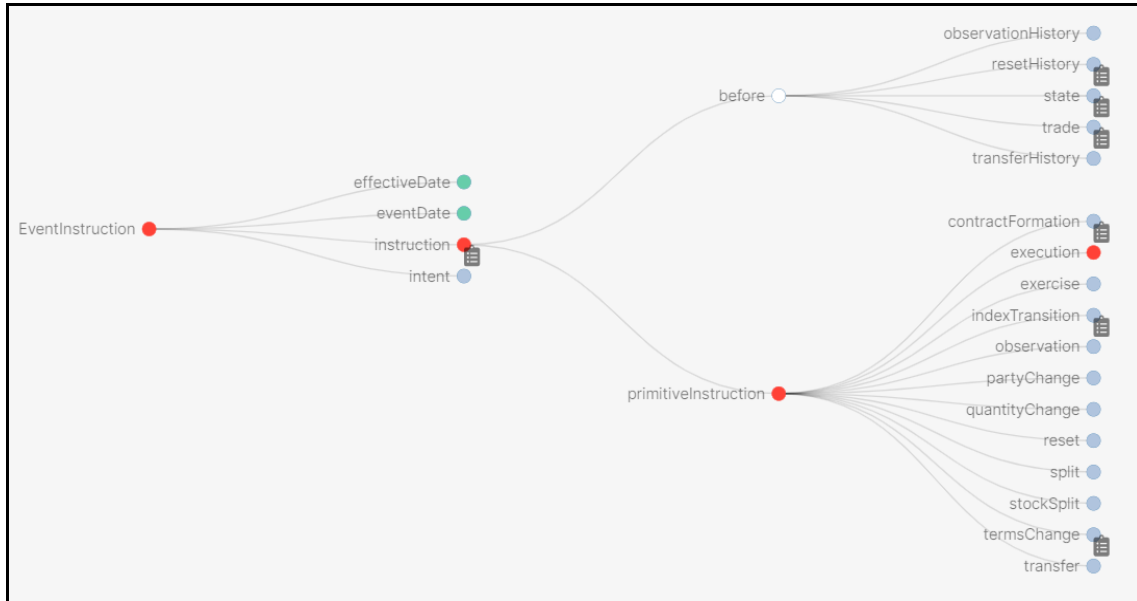 EventInstruction
effectiveDate
eventDate
instruction
intent
before
observationHistory
resetHistory
state
trade
transferHistory
primitiveInstruction
contractFormation
execution
exercise
indexTransition
observation
partyChange
quantityChange
reset
split
stockSplit
termsChange
transfer